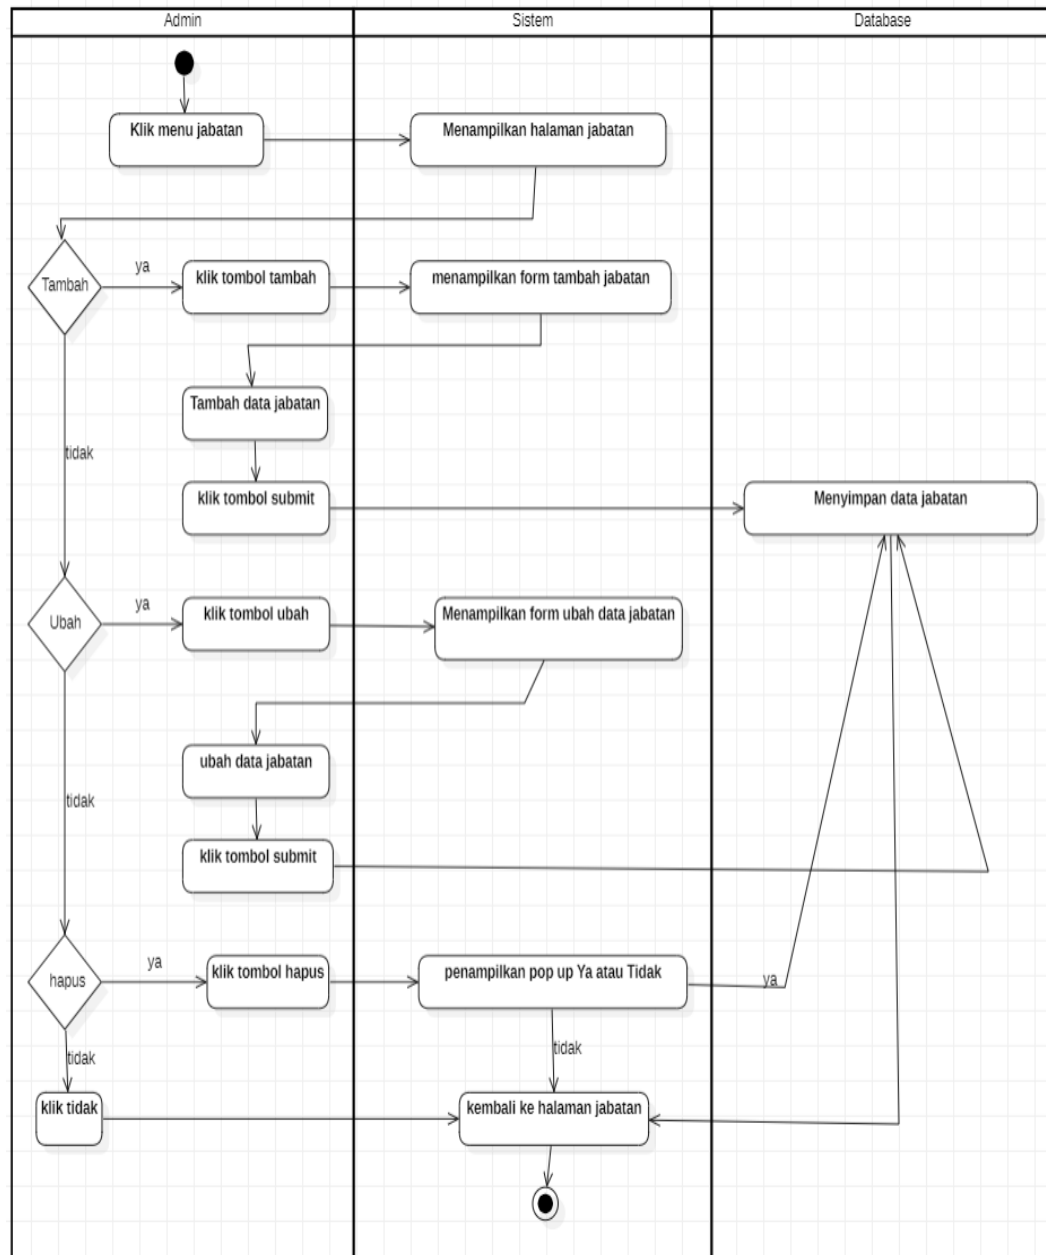 Admin
Sistem
Database
Klik menu jabatan
Menampilkan halaman jabatan
Tambah
ya
klik tombol tambah
menampilkan form tambah jabatan
Tambah data jabatan
tidak
klik tombol submit
Menyimpan data jabatan
Ubah
ya
klik tombol ubah
Menampilkan form ubah data jabatan
ubah data jabatan
tidak
klik tombol submit
hapus
ya
klik tombol hapus
penampilkan pop up Ya atau Tidak
ya
tidak
tidak
klik tidak
kembali ke halaman jabatan